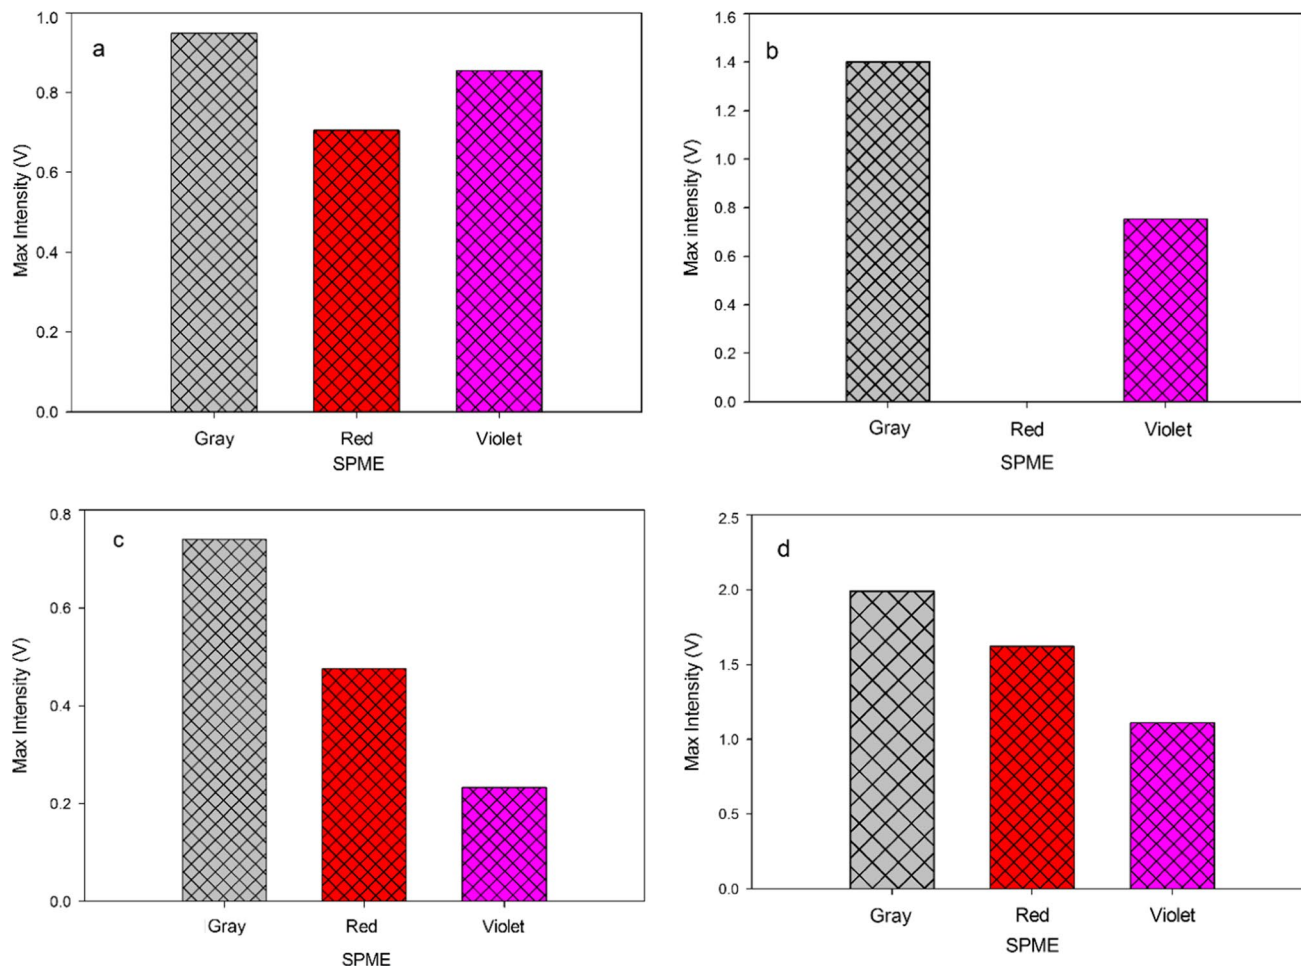 a
Max Intensity (V)
1.0
0.8
0.6
0.4
0.2
0.0
Gray Red Violet
SPME
b
Max intensity (V)
1.6
1.4
1.2
1.0
0.8
0.6
0.4
0.2
0.0
Gray Red Violet
SPME
c
Max Intensity (V)
0.8
0.6
0.4
0.2
0.0
Gray Red Violet
SPME
d
Max Intensity (V)
2.5
2.0
1.5
1.0
0.5
0.0
Gray Red Violet
SPME